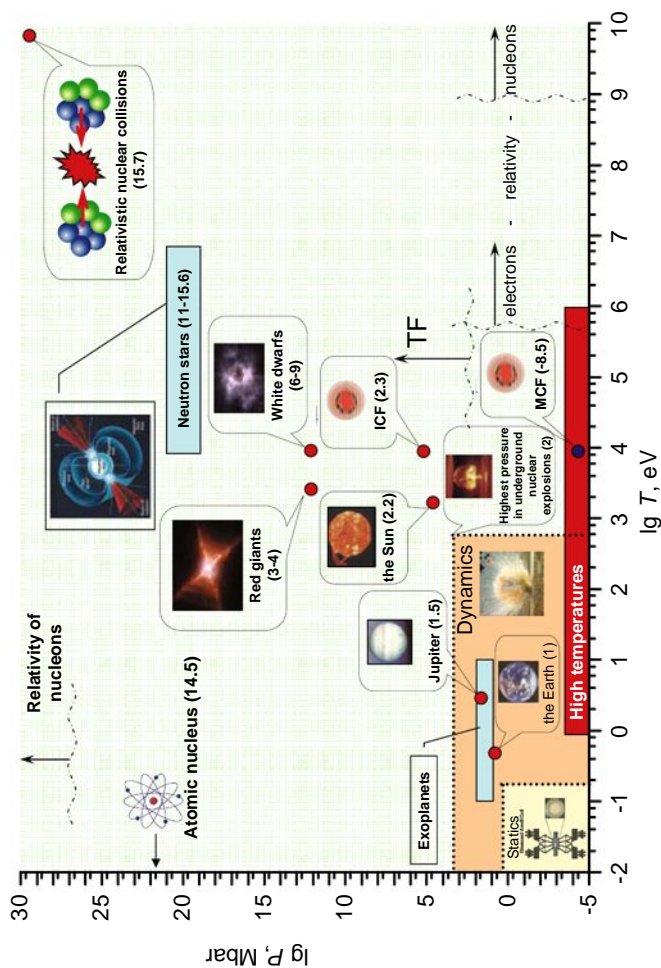 30
25
20
15
10
5
0
-5
lg P, Mbar
-2
-1
0
1
2
3
4
5
6
7
8
9
10
lg T, eV
Relativity of
nucleons
Atomic nucleus (14.5)
Relativistic nuclear collisions
(15.7)
Neutron stars (11-15.6)
Red giants
(3-4)
White dwarfs
(6-9)
the Sun (2.2)
ICF (2.3)
TF
Jupiter (1.5)
Exoplanets
Dynamics
Highest pressure
in underground
nuclear
explosions (2)
the Earth (1)
MCF (-8.5)
Statics
High temperatures
electrons - relativity - nucleons